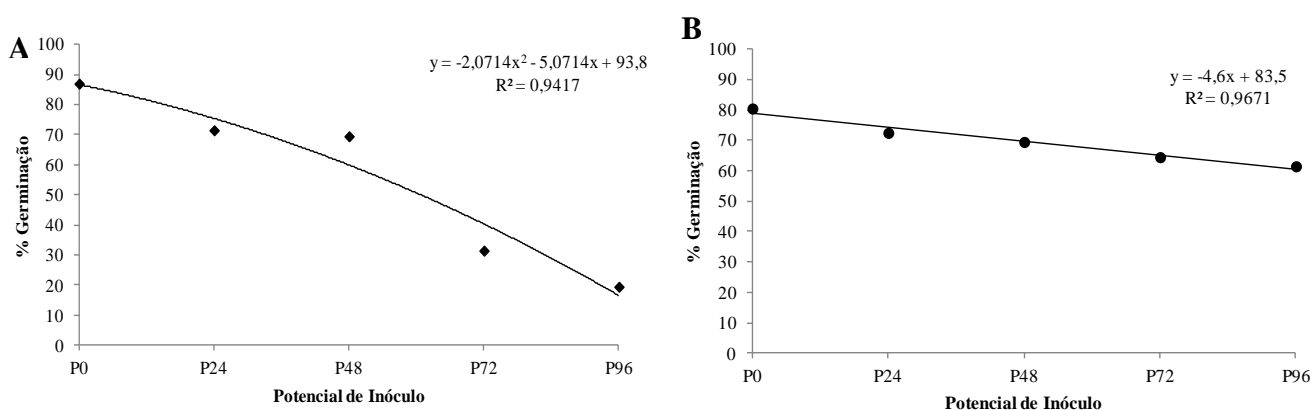 A
y = -2,0714x² - 5,0714x + 93,8
R² = 0,9417
100
90
80
70
60
50
40
30
20
10
0
% Germinação
P0 P24 P48 P72 P96
Potencial de Inóculo
B
y = -4,6x + 83,5
R² = 0,9671
100
90
80
70
60
50
40
30
20
10
0
% Germinação
P0 P24 P48 P72 P96
Potencial de Inóculo